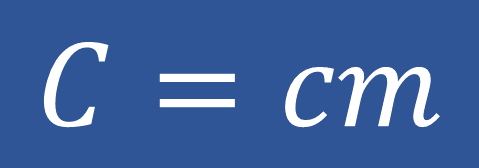 C = cm